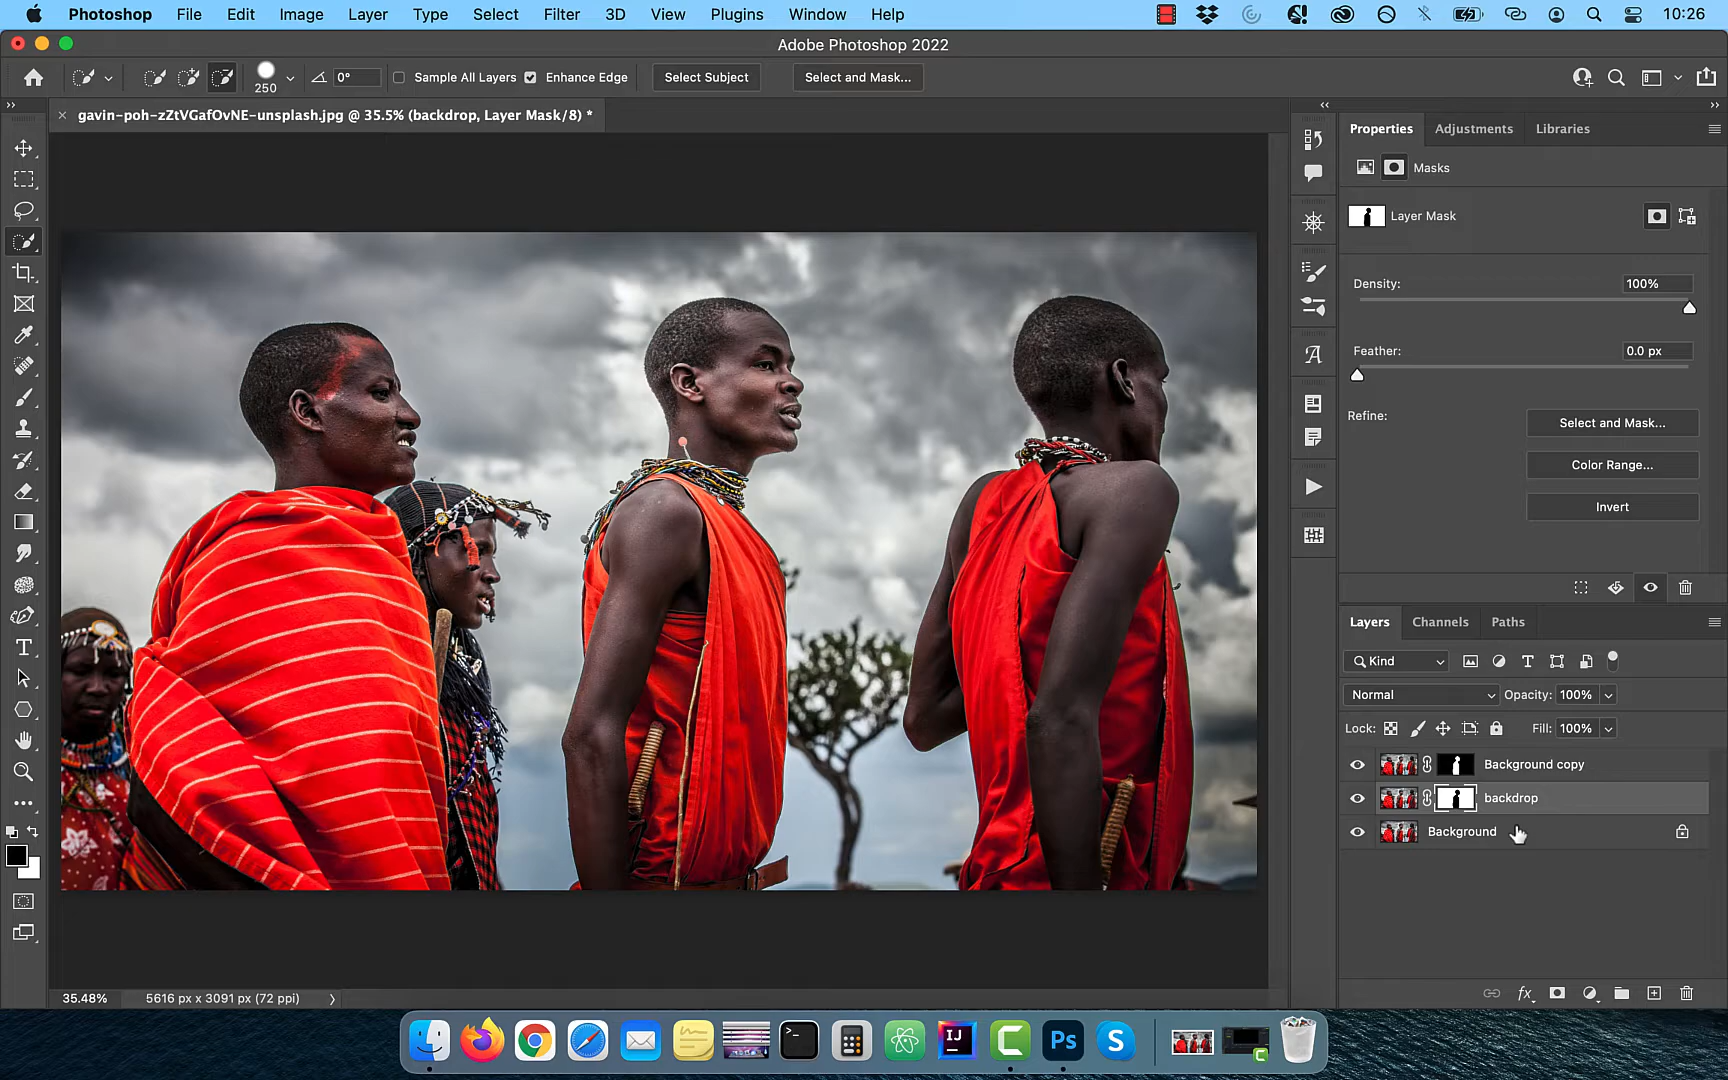 Photoshop File Edit Image Layer Type Select Filter 3D View Plugins Window Help 10:26
Adobe Photoshop 2022
250 0° Sample All Layers Enhance Edge Select Subject Select and Mask...
gavin-poh-zZtVGafOvNE-unsplash.jpg @ 35.5% (backdrop, Layer Mask/8) *
Properties Adjustments Libraries
Masks
Layer Mask
Density: 100%
Feather: 0.0 px
Refine: Select and Mask...
Color Range...
Invert
Layers Channels Paths
Kind
Normal Opacity: 100%
Lock: Fill: 100%
Background copy
backdrop
Background
fx
35.48% 5616 px x 3091 px (72 ppi)
IJ
C
Ps
S